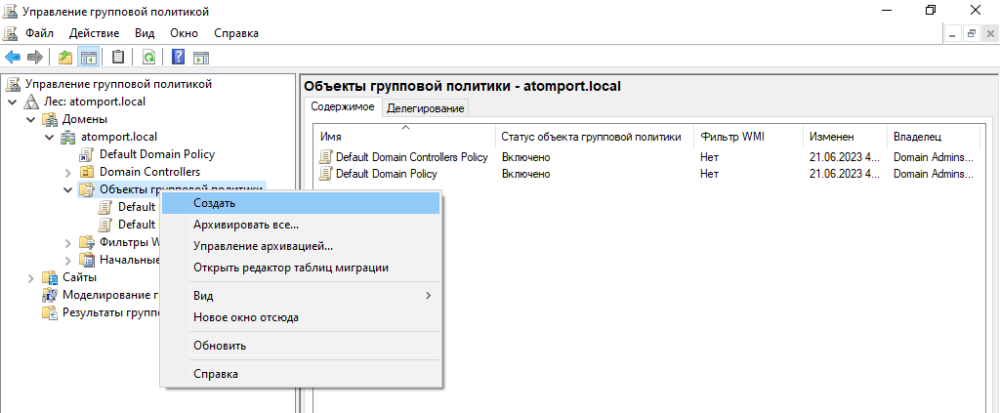 Управление групповой политикой
Файл Действие Вид Окно Справка
Управление групповой политикой
Лес: atomport.local
Домены
atomport.local
Default Domain Policy
Domain Controllers
Объекты групповой политики
Default
Default
Фильтры W
Начальные
Сайты
Моделирование г
Результаты групп
Создать
Архивировать все...
Управление архивацией...
Открыть редактор таблиц миграции
Вид
Новое окно отсюда
Обновить
Справка
Объекты групповой политики - atomport.local
Содержимое Делегирование
Имя Статус объекта групповой политики Фильтр WMI Изменен Владелец
Default Domain Controllers Policy Включено Нет 21.06.2023 4... Domain Admins...
Default Domain Policy Включено Нет 21.06.2023 4... Domain Admins...